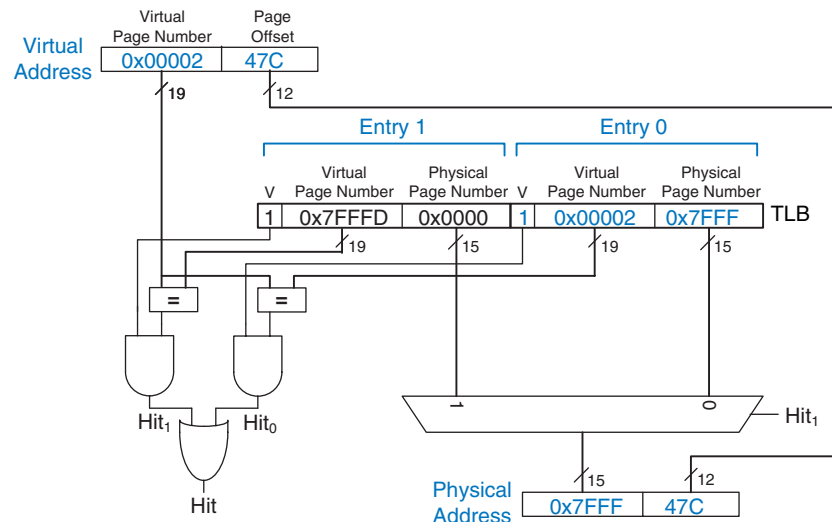 Virtual Page Number
Page Offset
Virtual Address
0x00002 47C
19 12
Entry 1 Entry 0
V Virtual Page Number Physical Page Number V Virtual Page Number Physical Page Number
1 0x7FFFD 0x0000 1 0x00002 0x7FFF TLB
19 15 19 15
= =
1 0
Hit1 Hit0 Hit1
Hit
15 12
Physical Address
0x7FFF 47C